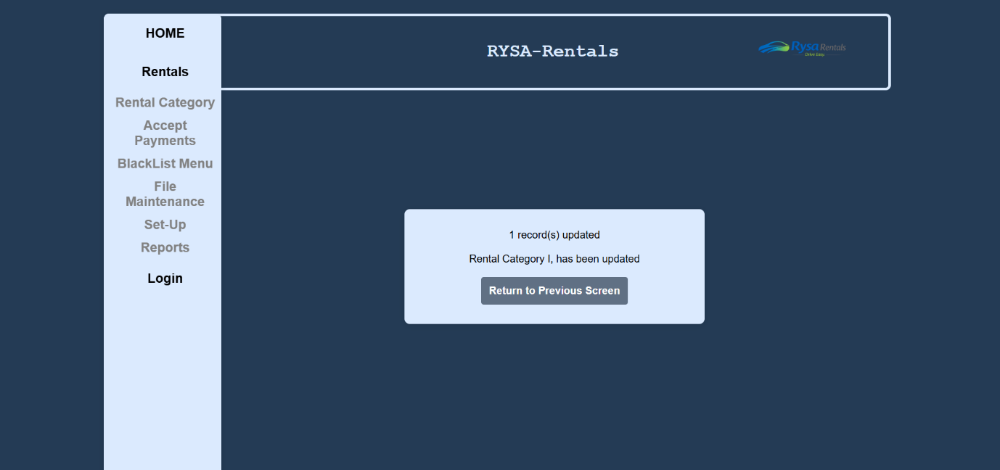 HOME
Rentals
Rental Category
Accept
Payments
BlackList Menu
File
Maintenance
Set-Up
Reports
Login
RYSA-Rentals
Rysa Rentals
Drive Easy
1 record(s) updated
Rental Category I, has been updated
Return to Previous Screen